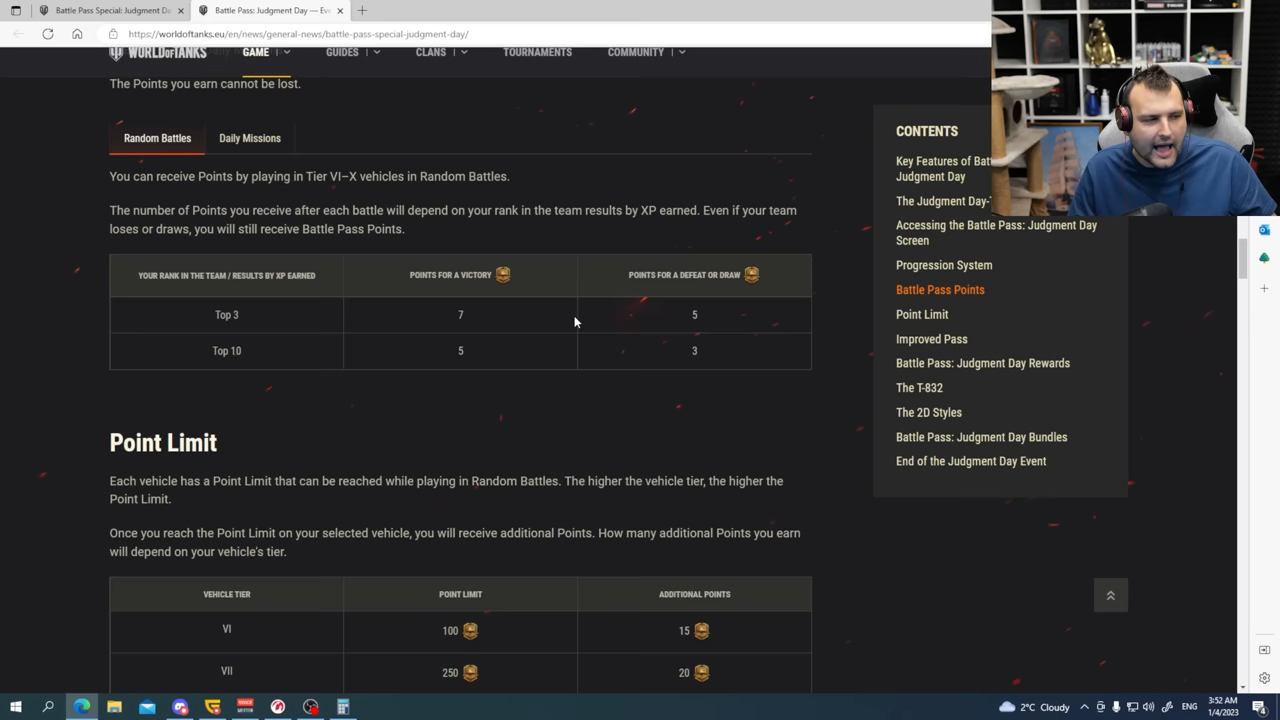 Battle Pass Special: Judgment Da
Battle Pass: Judgment Day — Eve
https://worldoftanks.eu/en/news/general-news/battle-pass-special-judgment-day/
WORLD OF TANKS
GAME
GUIDES
CLANS
TOURNAMENTS
COMMUNITY
The Points you earn cannot be lost.
Random Battles
Daily Missions
You can receive Points by playing in Tier VI–X vehicles in Random Battles.
The number of Points you receive after each battle will depend on your rank in the team results by XP earned. Even if your team
loses or draws, you will still receive Battle Pass Points.
YOUR RANK IN THE TEAM / RESULTS BY XP EARNED
POINTS FOR A VICTORY
POINTS FOR A DEFEAT OR DRAW
Top 3
7
5
Top 10
5
3
Point Limit
Each vehicle has a Point Limit that can be reached while playing in Random Battles. The higher the vehicle tier, the higher the
Point Limit.
Once you reach the Point Limit on your selected vehicle, you will receive additional Points. How many additional Points you earn
will depend on your vehicle's tier.
VEHICLE TIER
POINT LIMIT
ADDITIONAL POINTS
VI
100
15
VII
250
20
CONTENTS
Key Features of Batt
Judgment Day
The Judgment Day-T
Accessing the Battle Pass: Judgment Day
Screen
Progression System
Battle Pass Points
Point Limit
Improved Pass
Battle Pass: Judgment Day Rewards
The T-832
The 2D Styles
Battle Pass: Judgment Day Bundles
End of the Judgment Day Event
2°C Cloudy
3:52 AM
1/4/2023
4